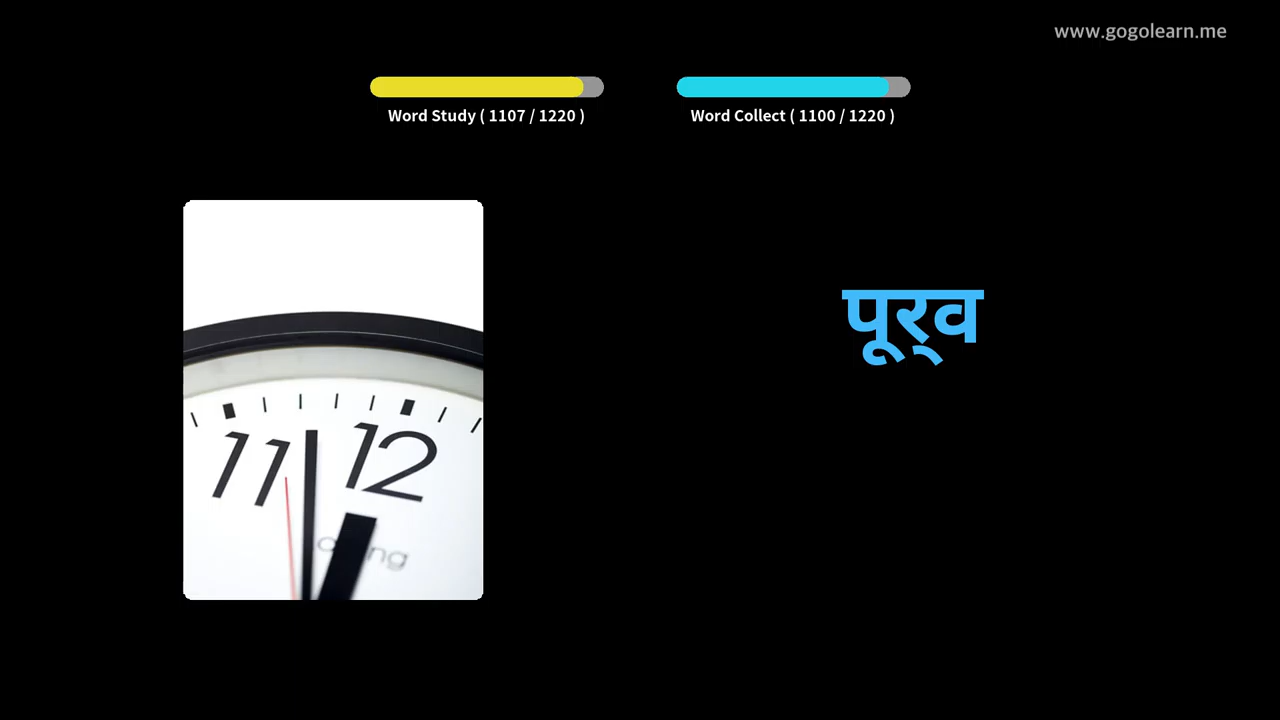 www.gogolearn.me
Word Study ( 1107 / 1220 )
Word Collect ( 1100 / 1220 )
पूर्‌व
11 12